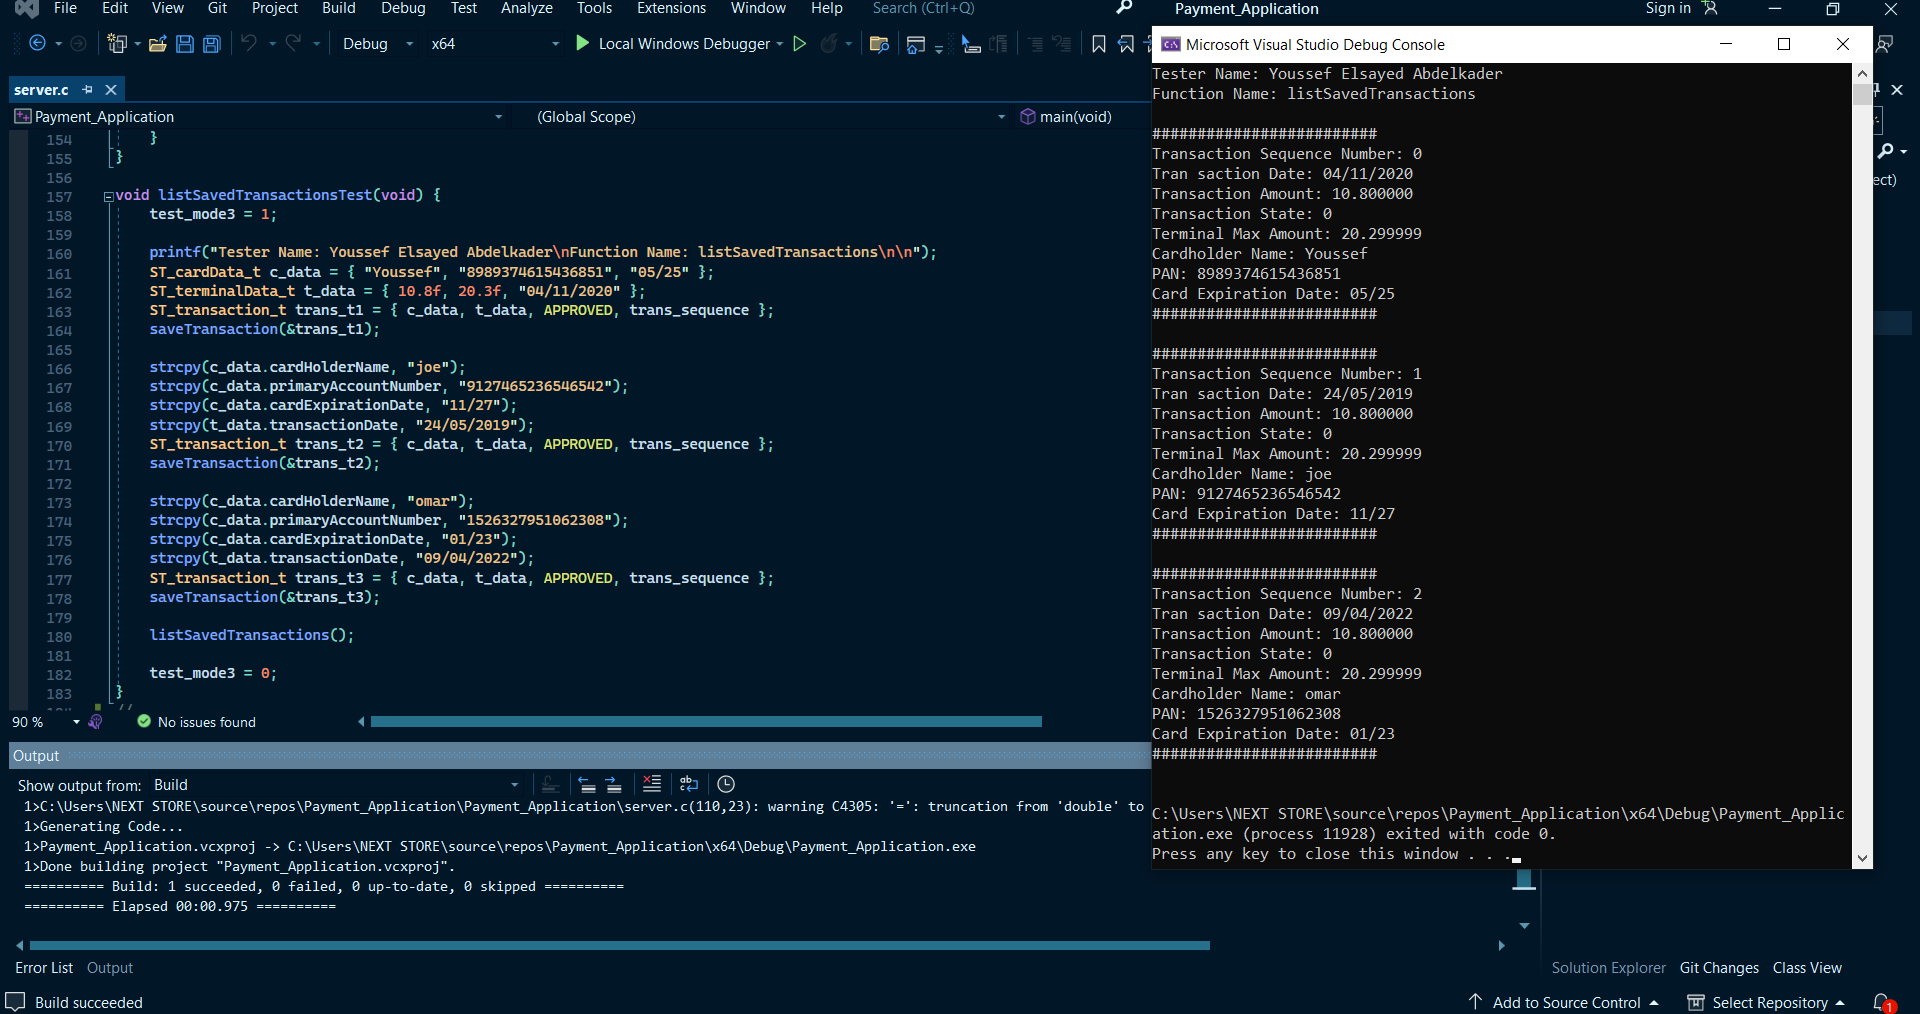 File Edit View Git Project Build Debug Test Analyze Tools Extensions Window Help Search (Ctrl+Q) Payment_Application Sign in
Debug x64 Local Windows Debugger
server.c
Payment_Application (Global Scope) main(void)
154 }
155 }
156
157 void listSavedTransactionsTest(void) {
158 test_mode3 = 1;
159
160 printf("Tester Name: Youssef Elsayed Abdelkader\nFunction Name: listSavedTransactions\n\n");
161 ST_cardData_t c_data = { "Youssef", "8989374615436851", "05/25" };
162 ST_terminalData_t t_data = { 10.8f, 20.3f, "04/11/2020" };
163 ST_transaction_t trans_t1 = { c_data, t_data, APPROVED, trans_sequence };
164 saveTransaction(&trans_t1);
165
166 strcpy(c_data.cardHolderName, "joe");
167 strcpy(c_data.primaryAccountNumber, "9127465236546542");
168 strcpy(c_data.cardExpirationDate, "11/27");
169 strcpy(t_data.transactionDate, "24/05/2019");
170 ST_transaction_t trans_t2 = { c_data, t_data, APPROVED, trans_sequence };
171 saveTransaction(&trans_t2);
172
173 strcpy(c_data.cardHolderName, "omar");
174 strcpy(c_data.primaryAccountNumber, "1526327951062308");
175 strcpy(c_data.cardExpirationDate, "01/23");
176 strcpy(t_data.transactionDate, "09/04/2022");
177 ST_transaction_t trans_t3 = { c_data, t_data, APPROVED, trans_sequence };
178 saveTransaction(&trans_t3);
179
180 listSavedTransactions();
181
182 test_mode3 = 0;
183 }
//
90 % No issues found
Output
Show output from: Build
1>C:\Users\NEXT STORE\source\repos\Payment_Application\Payment_Application\server.c(110,23): warning C4305: '=': truncation from 'double' to
1>Generating Code...
1>Payment_Application.vcxproj -> C:\Users\NEXT STORE\source\repos\Payment_Application\x64\Debug\Payment_Application.exe
1>Done building project "Payment_Application.vcxproj".
========== Build: 1 succeeded, 0 failed, 0 up-to-date, 0 skipped ==========
========== Elapsed 00:00.975 ==========
Error List Output
Build succeeded
Microsoft Visual Studio Debug Console
Tester Name: Youssef Elsayed Abdelkader
Function Name: listSavedTransactions
#########################
Transaction Sequence Number: 0
Tran saction Date: 04/11/2020
Transaction Amount: 10.800000
Transaction State: 0
Terminal Max Amount: 20.299999
Cardholder Name: Youssef
PAN: 8989374615436851
Card Expiration Date: 05/25
#########################
#########################
Transaction Sequence Number: 1
Tran saction Date: 24/05/2019
Transaction Amount: 10.800000
Transaction State: 0
Terminal Max Amount: 20.299999
Cardholder Name: joe
PAN: 9127465236546542
Card Expiration Date: 11/27
#########################
#########################
Transaction Sequence Number: 2
Tran saction Date: 09/04/2022
Transaction Amount: 10.800000
Transaction State: 0
Terminal Max Amount: 20.299999
Cardholder Name: omar
PAN: 1526327951062308
Card Expiration Date: 01/23
#########################
C:\Users\NEXT STORE\source\repos\Payment_Application\x64\Debug\Payment_Applic
ation.exe (process 11928) exited with code 0.
Press any key to close this window . . .
ect)
Solution Explorer Git Changes Class View
Add to Source Control Select Repository 1